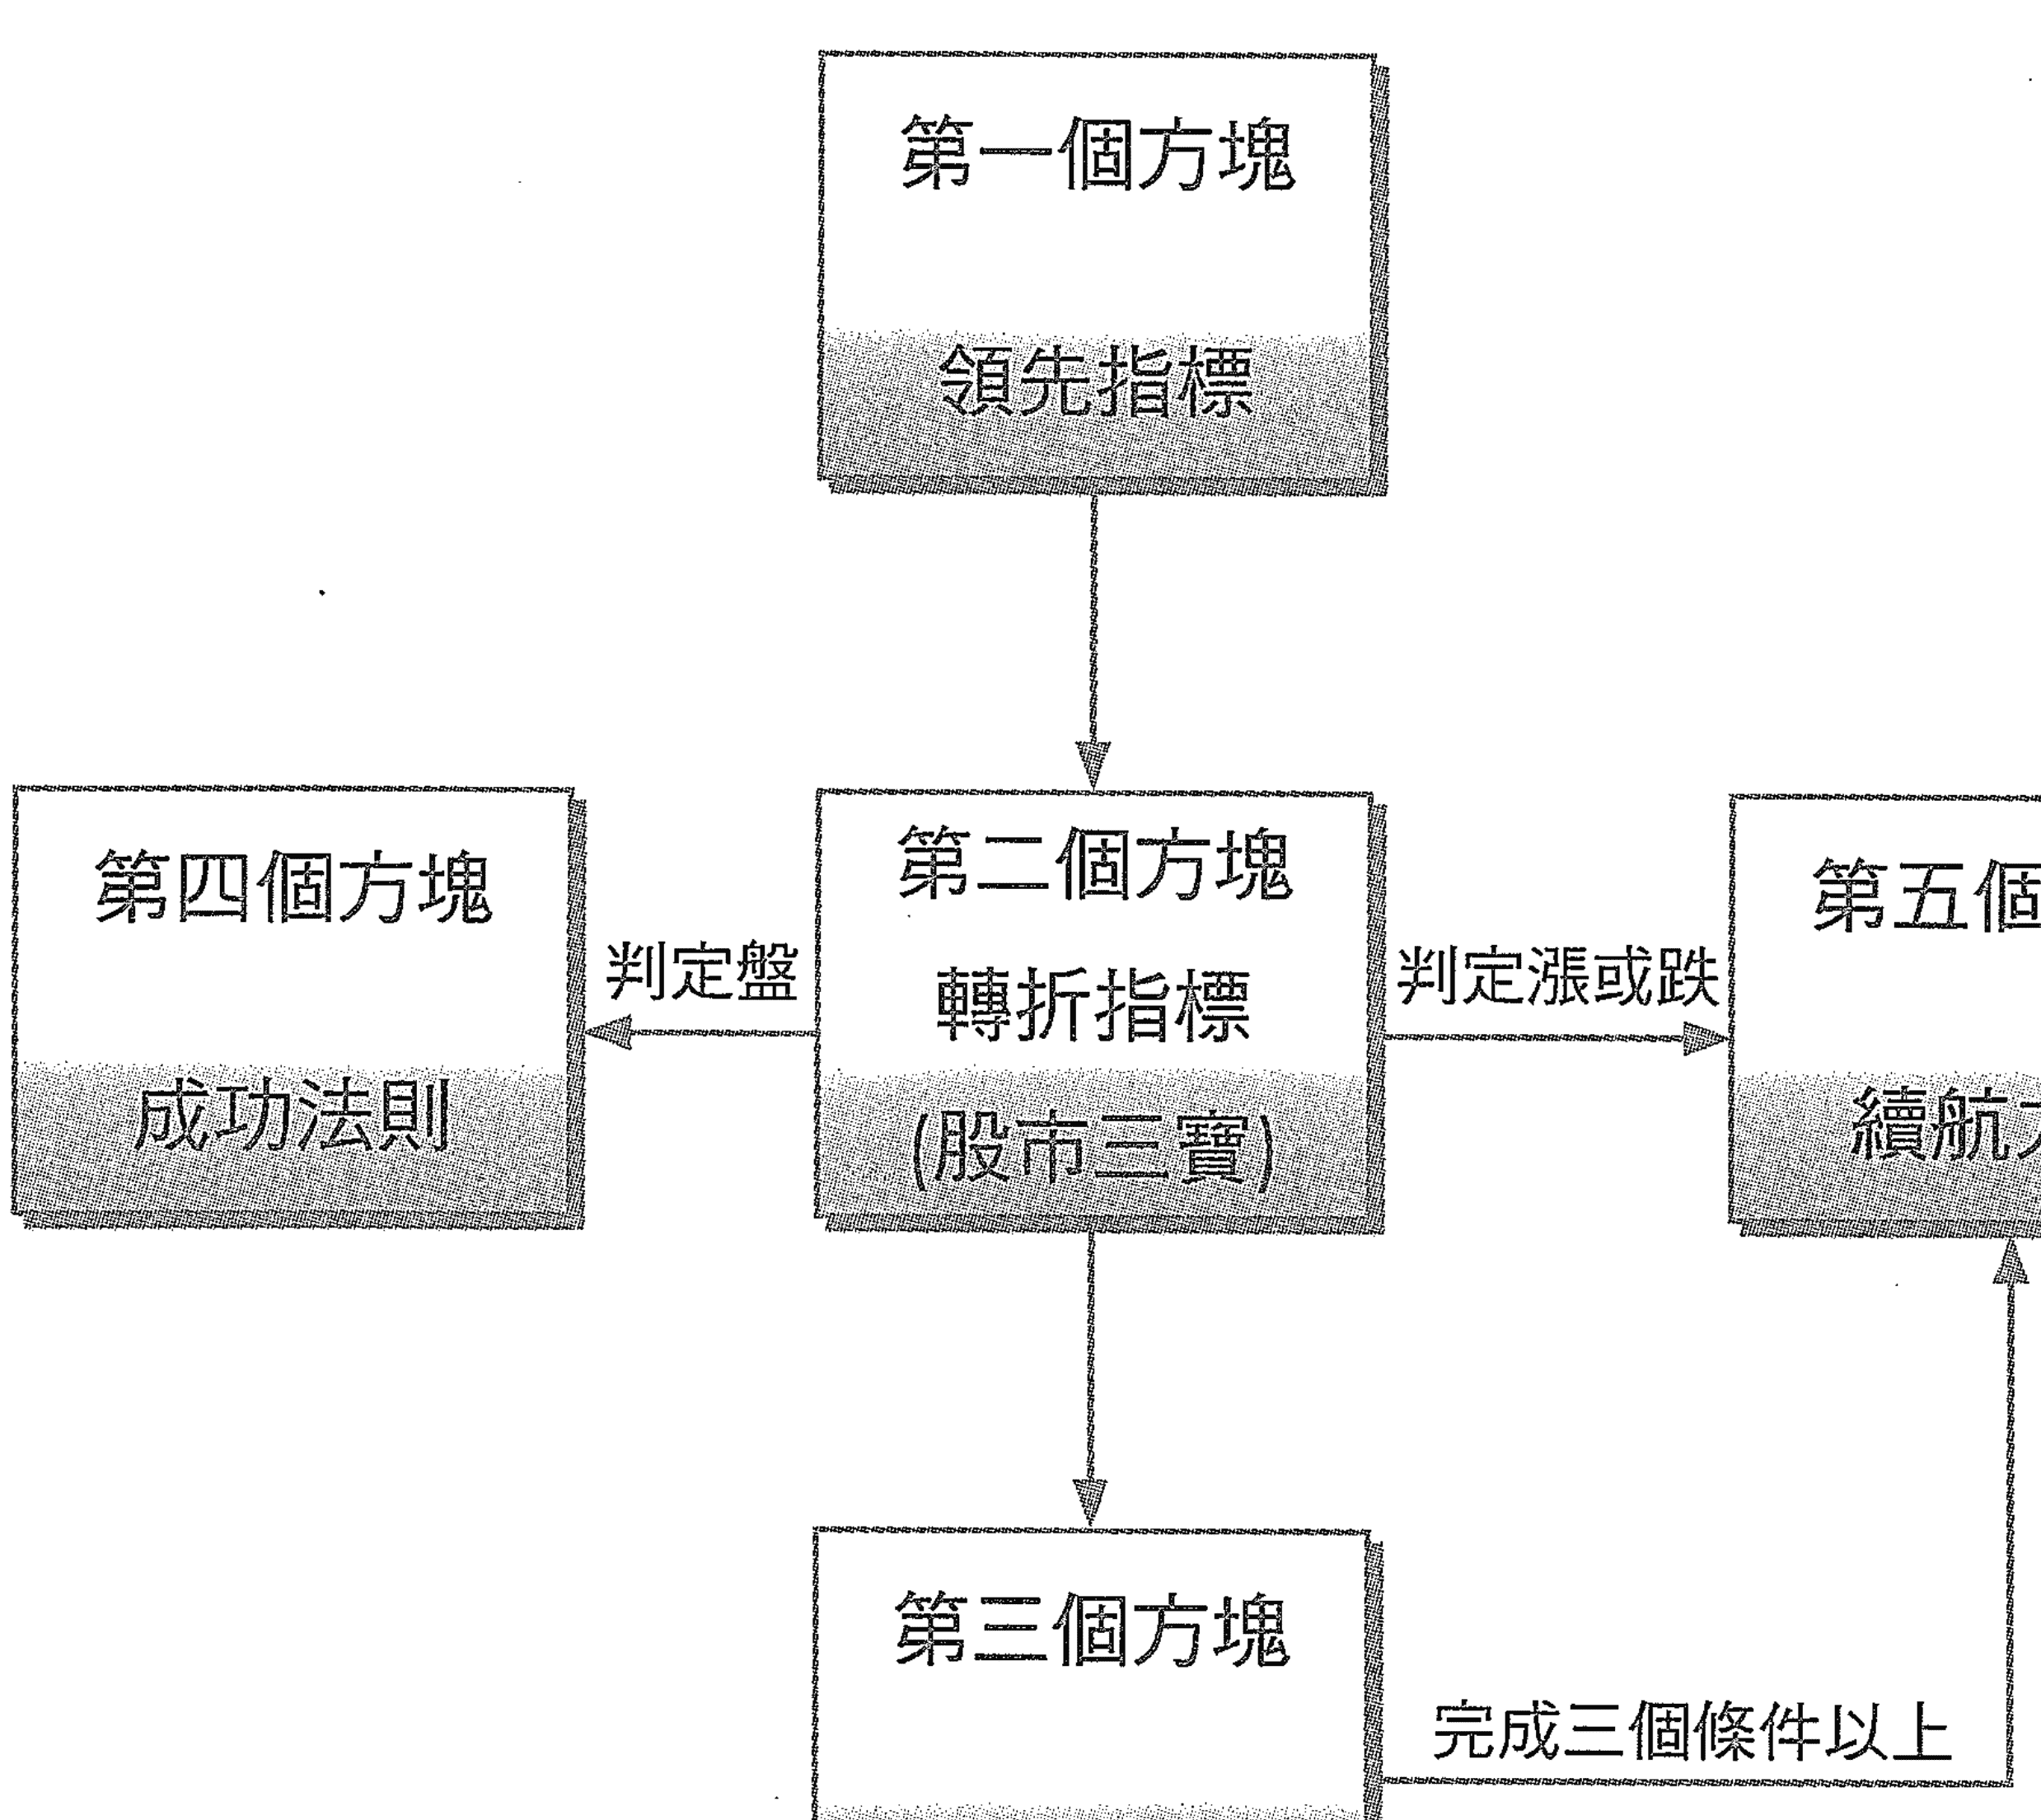 第一個方塊
領先指標
第四個方塊
成功法則
判定盤
第二個方塊
轉折指標
(股市三寶)
判定漲或跌
第五個
續航
第三個方塊
完成三個條件以上